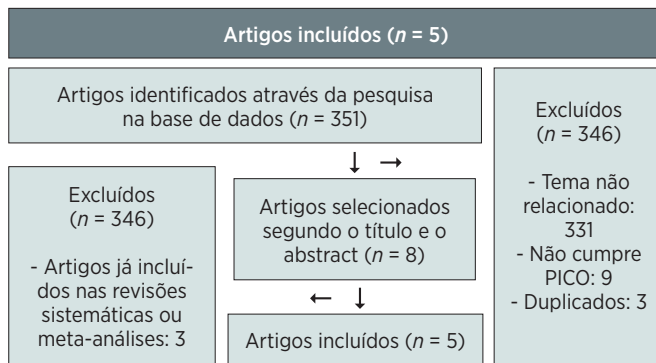 Artigos incluídos (n = 5)
Artigos identificados através da pesquisa
na base de dados (n = 351)
Excluídos
(n = 346)
- Tema não
relacionado:
331
- Não cumpre
PICO: 9
- Duplicados: 3
Excluídos
(n = 346)
- Artigos já incluí-
dos nas revisões
sistemáticas ou
meta-análises: 3
Artigos selecionados
segundo o título e o
abstract (n = 8)
Artigos incluídos (n = 5)